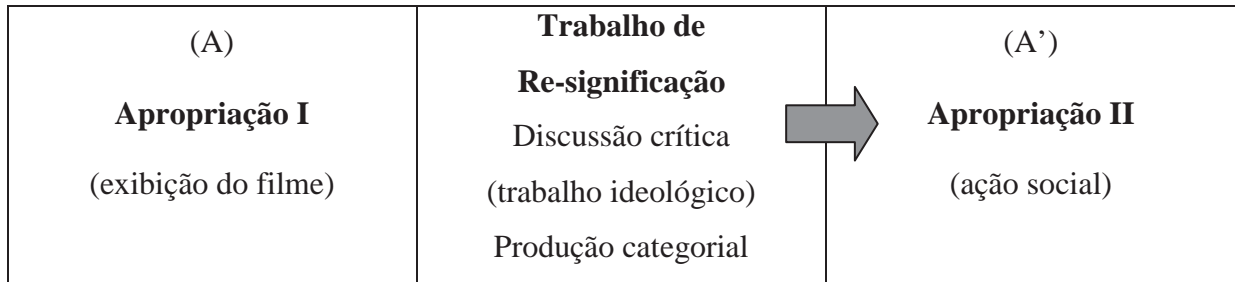 (A)
Apropriação I
(exibição do filme)
Trabalho de
Re-significação
Discussão crítica
(trabalho ideológico)
Produção categorial
(A’)
Apropriação II
(ação social)